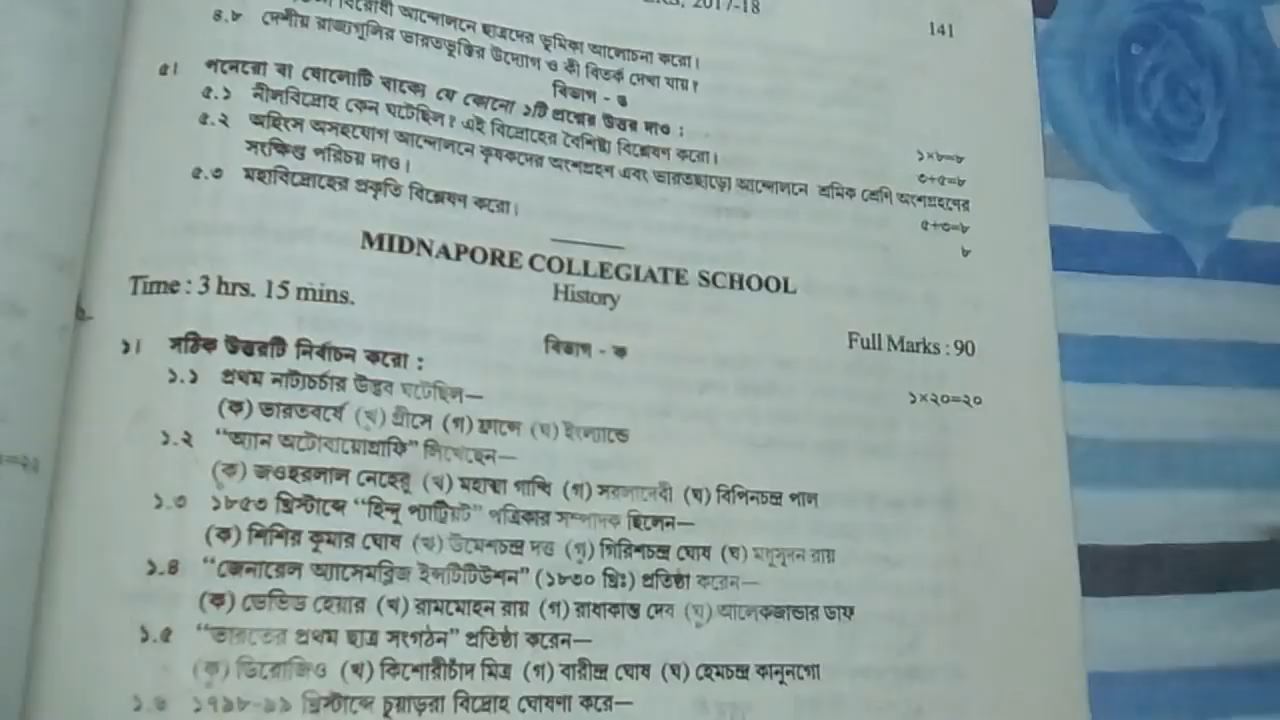 2017-18
141
বিরোধী আন্দোলনে ছাত্রদের ভূমিকা আলোচনা করো।
৪.৮ দেশীয় রাজ্যগুলির ভারতভুক্তির উদ্যোগ ও কী বিতর্ক দেখা যায়?
বিভাগ - ঙ
৫। পনেরো বা ষোলোটি বাক্যে যে কোনো ১টি প্রশ্নের উত্তর দাও :
১×৮=৮
৫.১ নীলবিদ্রোহ কেন ঘটেছিল? এই বিদ্রোহের বৈশিষ্ট্য বিশ্লেষণ করো।
৩+৫=৮
৫.২ অহিংস অসহযোগ আন্দোলনে কৃষকদের অংশগ্রহণ এবং ভারতছাড়ো আন্দোলনে শ্রমিক শ্রেণি অংশগ্রহণের
সংক্ষিপ্ত পরিচয় দাও।
৫+৩=৮
৫.৩ মহাবিদ্রোহের প্রকৃতি বিশ্লেষণ করো।
৮
MIDNAPORE COLLEGIATE SCHOOL
Time : 3 hrs. 15 mins.
History
Full Marks : 90
বিভাগ - ক
১। সঠিক উত্তরটি নির্বাচন করো :
১×২০=২০
১.১ প্রথম নাট্যচর্চার উদ্ভব ঘটেছিল—
(ক) ভারতবর্ষে (খ) গ্রীসে (গ) ফ্রান্সে (ঘ) ইংল্যান্ডে
১.২ “অ্যান অটোবায়োগ্রাফি” লিখেছেন—
(ক) জওহরলাল নেহেরু (খ) মহাত্মা গান্ধি (গ) সরলাদেবী (ঘ) বিপিনচন্দ্র পাল
১.৩ ১৮৫৩ খ্রিস্টাব্দে “হিন্দু প্যাট্রিয়ট” পত্রিকার সম্পাদক ছিলেন—
(ক) শিশির কুমার ঘোষ (খ) উমেশচন্দ্র দত্ত (গ) গিরিশচন্দ্র ঘোষ (ঘ) মধুসূদন রায়
১.৪ “জেনারেল অ্যাসেমব্লিজ ইন্সটিটিউশন” (১৮৩০ খ্রিঃ) প্রতিষ্ঠা করেন—
(ক) ডেভিড হেয়ার (খ) রামমোহন রায় (গ) রাধাকান্ত দেব (ঘ) আলেকজান্ডার ডাফ
১.৫ “ভারতের প্রথম ছাত্র সংগঠন” প্রতিষ্ঠা করেন—
(ক) ডিরোজিও (খ) কিশোরীচাঁদ মিত্র (গ) বারীন্দ্র ঘোষ (ঘ) হেমচন্দ্র কানুনগো
১.৬ ১৭৯৮-৯৯ খ্রিস্টাব্দে চুয়াড়রা বিদ্রোহ ঘোষণা করে—